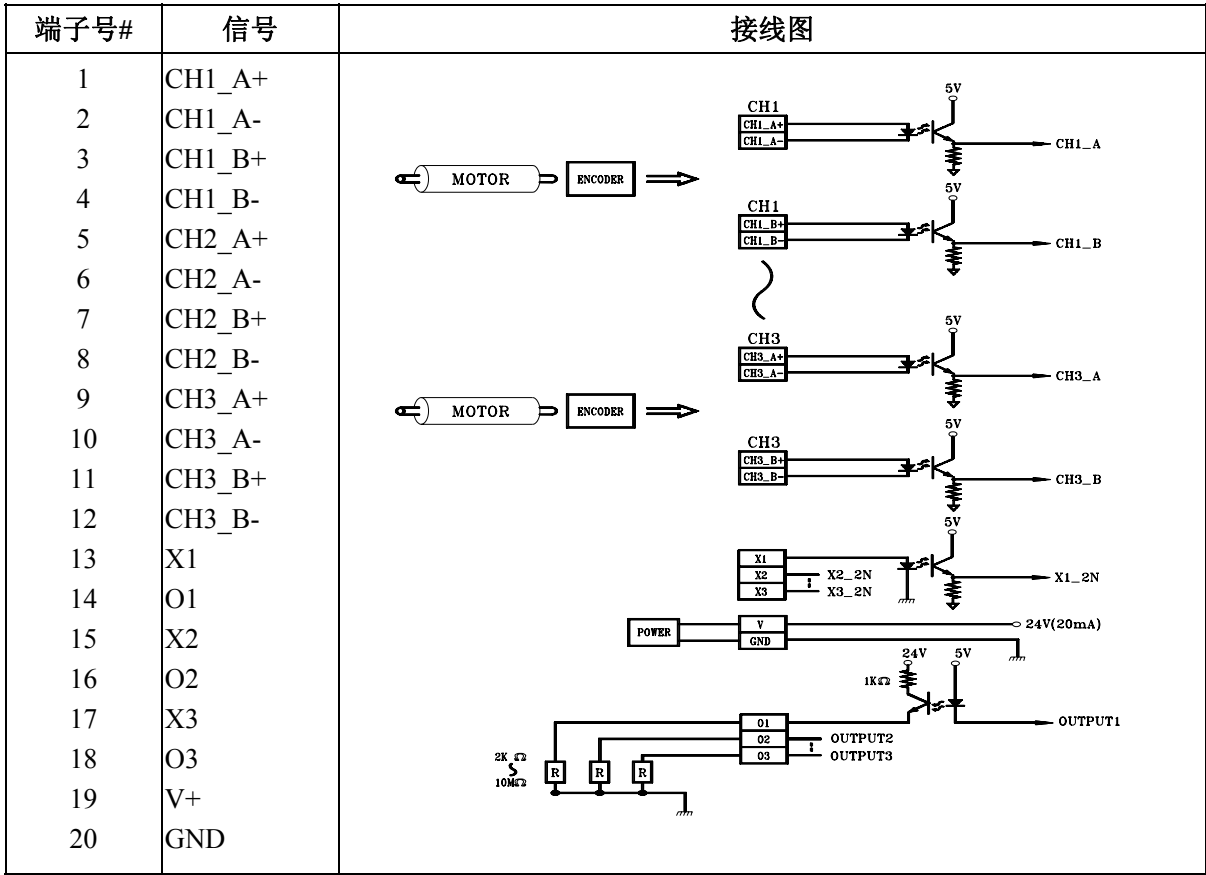 端子号# 信号 接线图
1 CH1_A+
2 CH1_A-
3 CH1_B+
4 CH1_B-
5 CH2_A+
6 CH2_A-
7 CH2_B+
8 CH2_B-
9 CH3_A+
10 CH3_A-
11 CH3_B+
12 CH3_B-
13 X1
14 O1
15 X2
16 O2
17 X3
18 O3
19 V+
20 GND
5V
CH1
CH1_A+
CH1_A-
CH1_A
MOTOR ENCODER
5V
CH1
CH1_B+
CH1_B-
CH1_B
5V
CH3
CH3_A+
CH3_A-
CH3_A
MOTOR ENCODER
5V
CH3
CH3_B+
CH3_B-
CH3_B
5V
X1
X2 X2_2N
X3 X3_2N
X1_2N
POWER
V 24V(20mA)
GND
24V 5V
1KΩ
O1 OUTPUT1
O2 OUTPUT2
O3 OUTPUT3
2K Ω
10MΩ
R R R